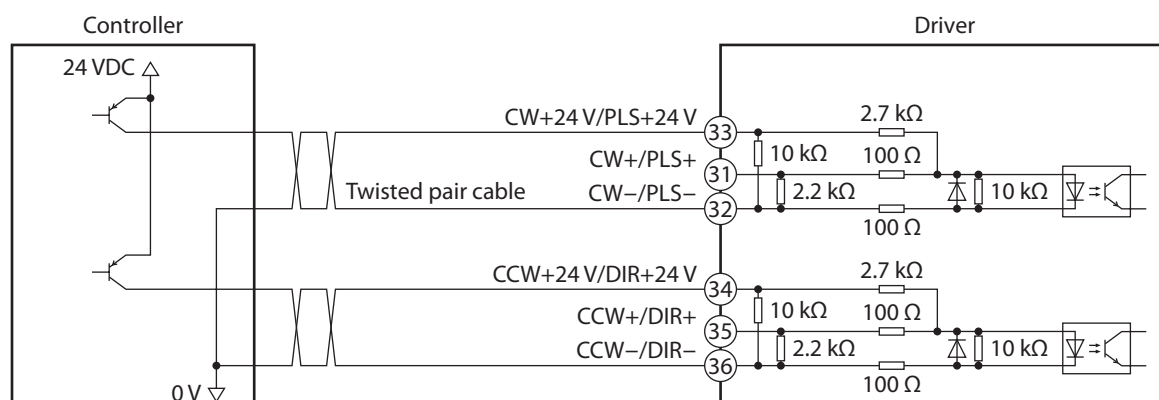 Controller
Driver
24 VDC
CW+24 V/PLS+24 V
33
2.7 kΩ
10 kΩ
CW+/PLS+
31
100 Ω
Twisted pair cable
CW−/PLS−
32
2.2 kΩ
10 kΩ
100 Ω
CCW+24 V/DIR+24 V
34
2.7 kΩ
10 kΩ
CCW+/DIR+
35
100 Ω
CCW−/DIR−
36
2.2 kΩ
10 kΩ
100 Ω
0 V